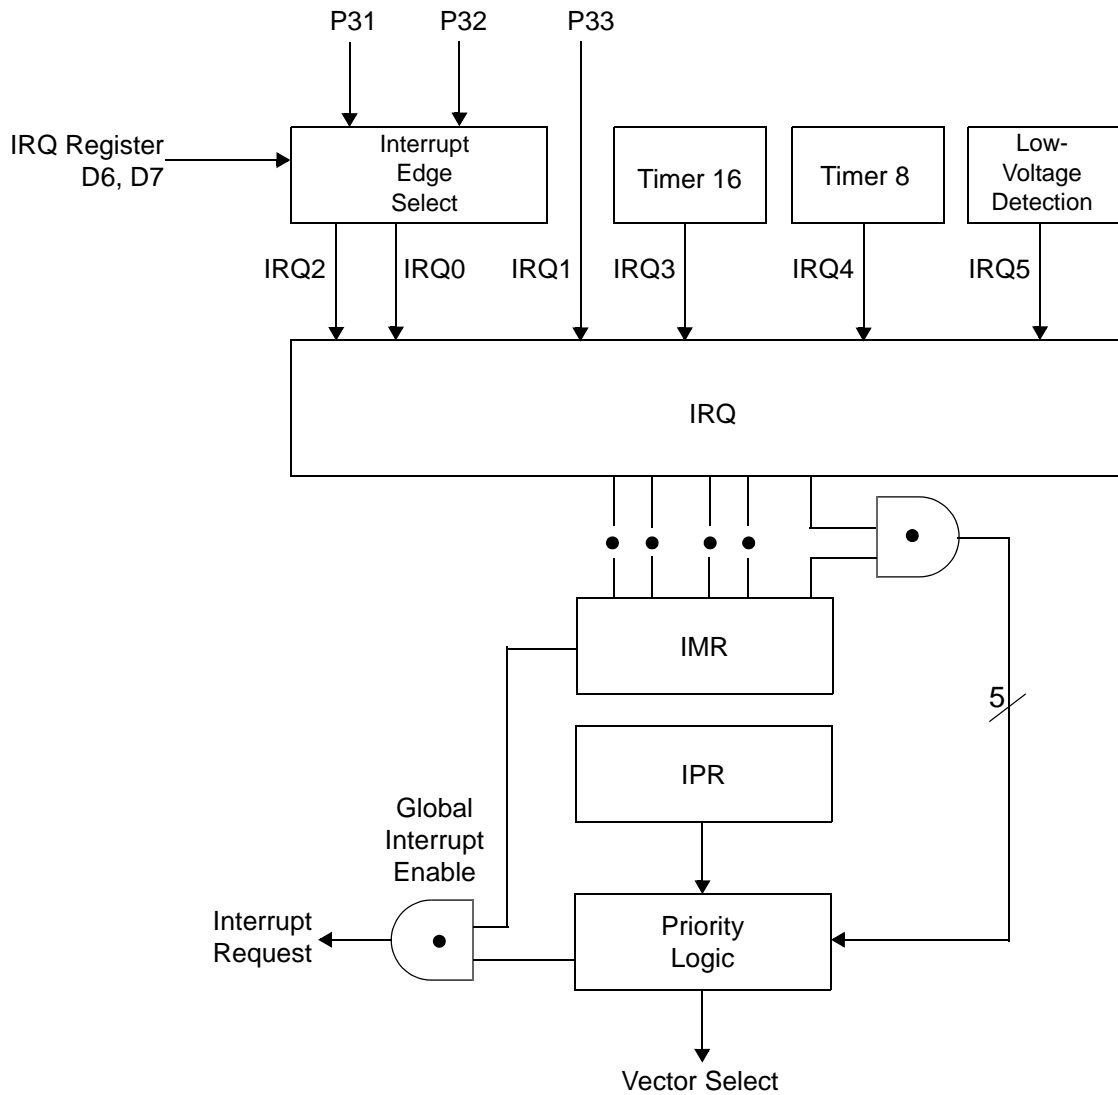 P31
P32
P33
IRQ Register
D6, D7
Interrupt
Edge
Select
Timer 16
Timer 8
Low-
Voltage
Detection
IRQ2
IRQ0
IRQ1
IRQ3
IRQ4
IRQ5
IRQ
IMR
5
IPR
Global
Interrupt
Enable
Interrupt
Request
Priority
Logic
Vector Select